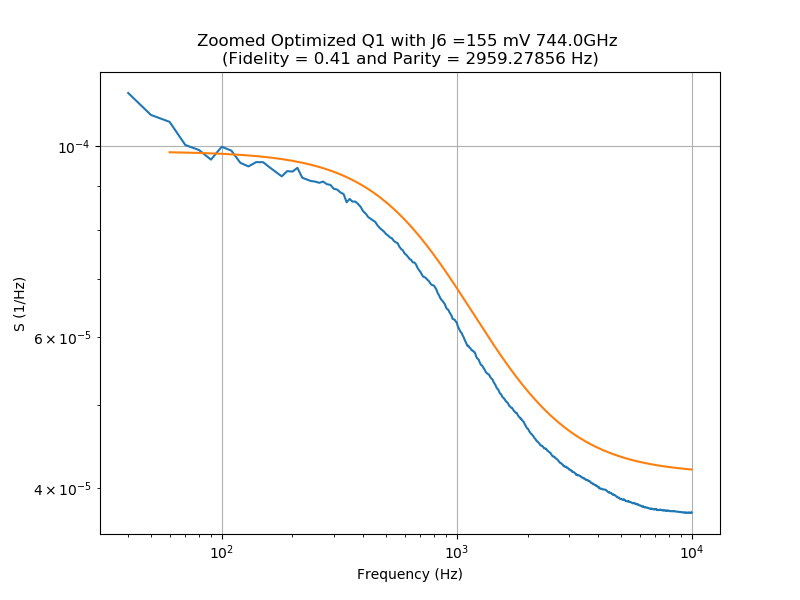 Zoomed Optimized Q1 with J6 =155 mV 744.0GHz
(Fidelity = 0.41 and Parity = 2959.27856 Hz)
10⁻⁴
6 × 10⁻⁵
4 × 10⁻⁵
S (1/Hz)
10² 10³ 10⁴
Frequency (Hz)